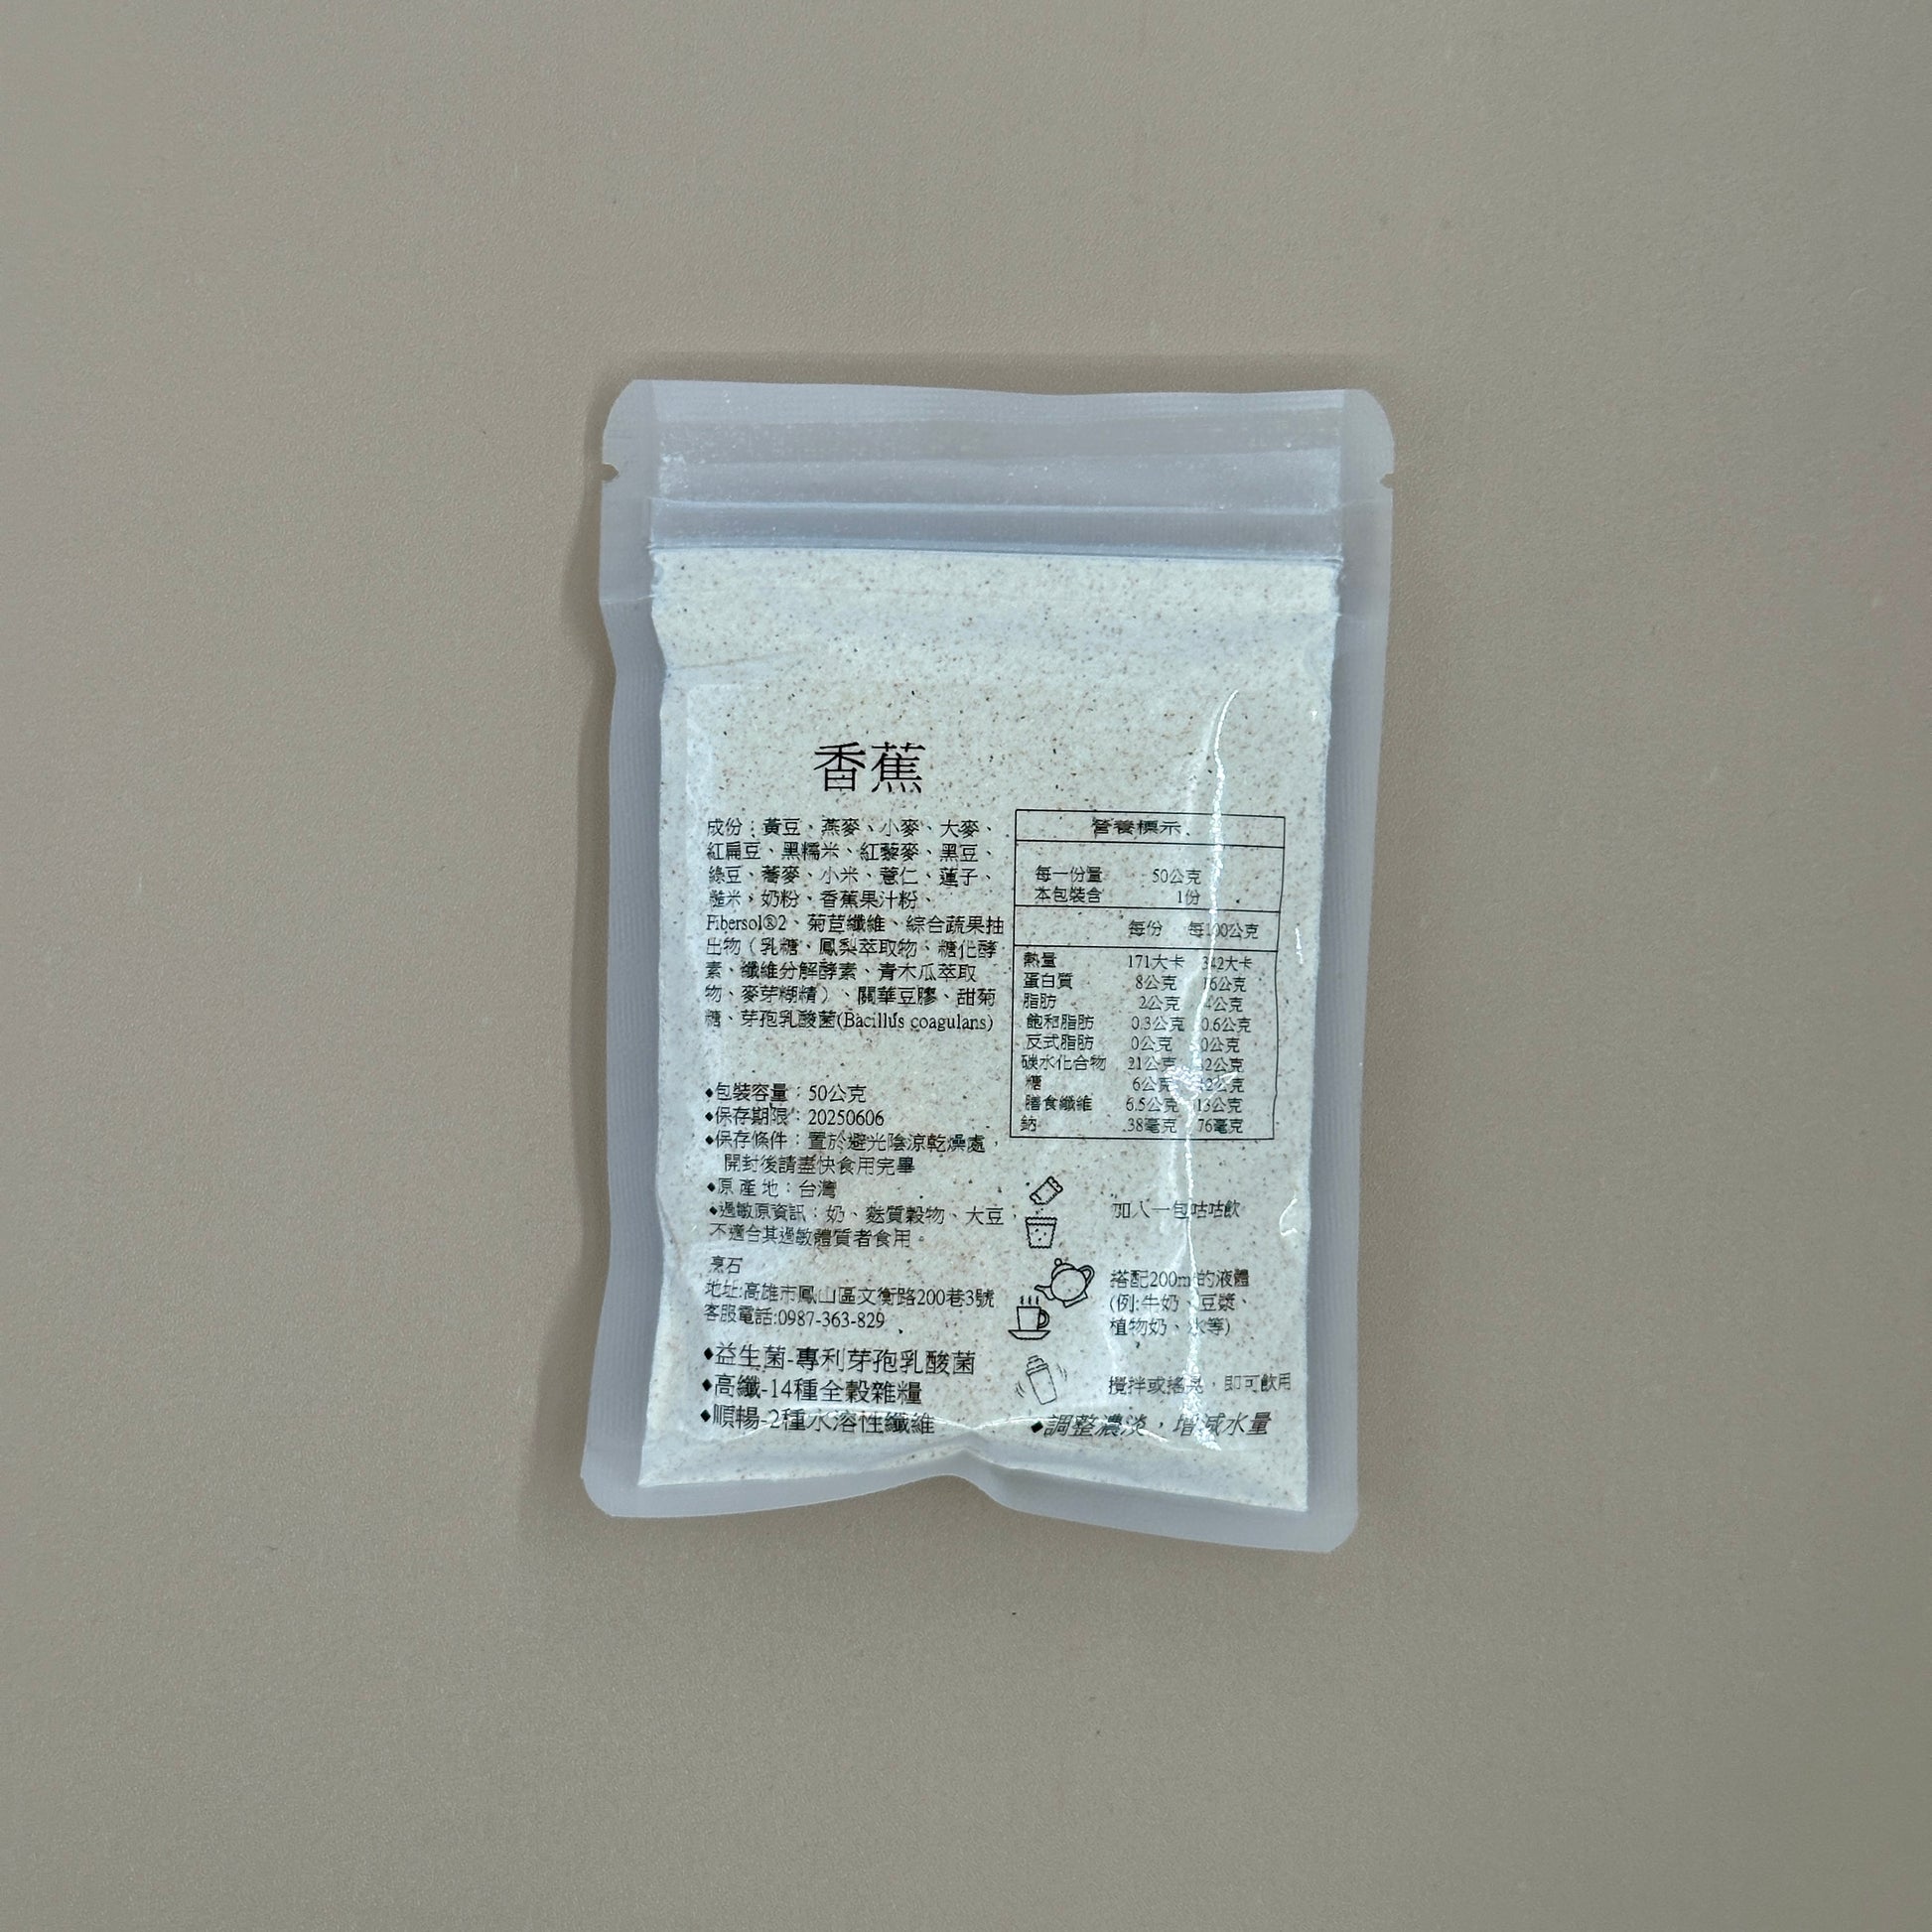 香蕉
成份：黃豆、燕麥、小麥、大麥、
紅扁豆、黑糯米、紅藜麥、黑豆、
綠豆、蕎麥、小米、薏仁、蓮子、
糙米、奶粉、香蕉果汁粉、
Fibersol®2、菊苣纖維、綜合蔬果抽
出物（乳糖、鳳梨萃取物、糖化酵
素、纖維分解酵素、青木瓜萃取
物、麥芽糊精）、關華豆膠、甜菊
糖、芽孢乳酸菌(Bacillus coagulans)
◆包裝容量：50公克
◆保存期限：20250606
◆保存條件：置於避光陰涼乾燥處，
開封後請盡快食用完畢
◆原 產 地：台灣
◆過敏原資訊：奶、麩質穀物、大豆，
不適合其過敏體質者食用。
烹石
地址:高雄市鳳山區文衡路200巷3號
客服電話:0987-363-829
◆益生菌-專利芽孢乳酸菌
◆高纖-14種全穀雜糧
◆順暢-2種水溶性纖維
營養標示
每一份量 50公克
本包裝含 1份
每份 每100公克
熱量 171大卡 342大卡
蛋白質 8公克 16公克
脂肪 2公克 4公克
飽和脂肪 0.3公克 0.6公克
反式脂肪 0公克 0公克
碳水化合物 21公克 42公克
糖 6公克 12公克
膳食纖維 6.5公克 13公克
鈉 38毫克 76毫克
加入一包咕咕飲
搭配200ml的液體
(例:牛奶、豆漿、
植物奶、水等)
攪拌或搖晃，即可飲用
◆調整濃淡，增減水量